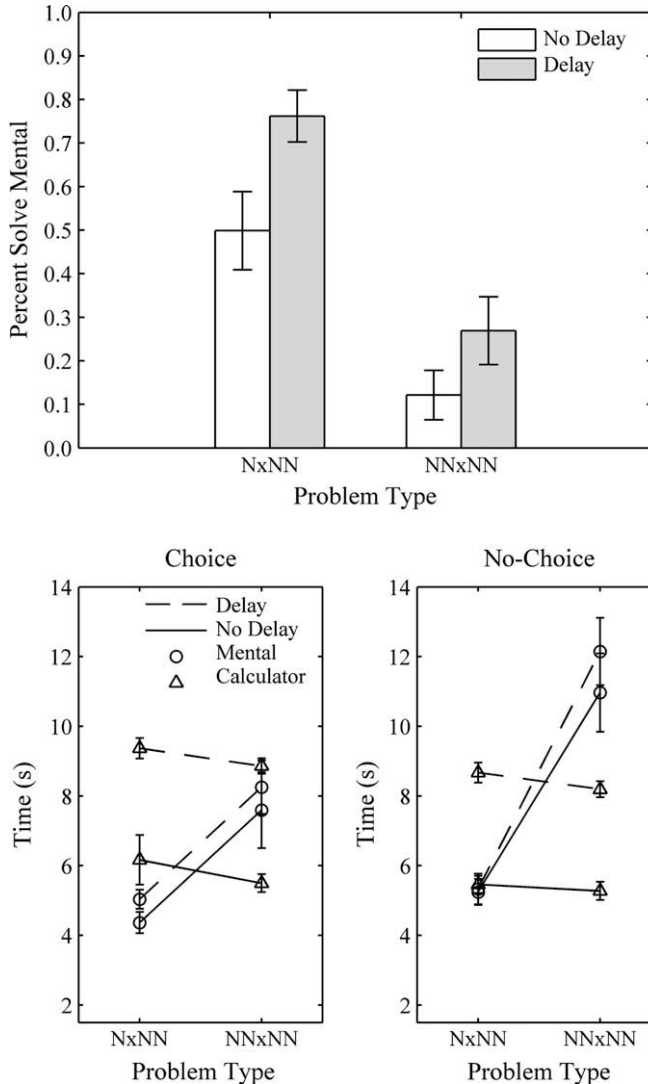 1.0
0.9
0.8
0.7
0.6
0.5
0.4
0.3
0.2
0.1
0.0
Percent Solve Mental
No Delay
Delay
NxNN NNxNN
Problem Type
Choice
14
12
10
8
6
4
2
Time (s)
Delay
No Delay
Mental
Calculator
NxNN NNxNN
Problem Type
No-Choice
14
12
10
8
6
4
2
Time (s)
NxNN NNxNN
Problem Type